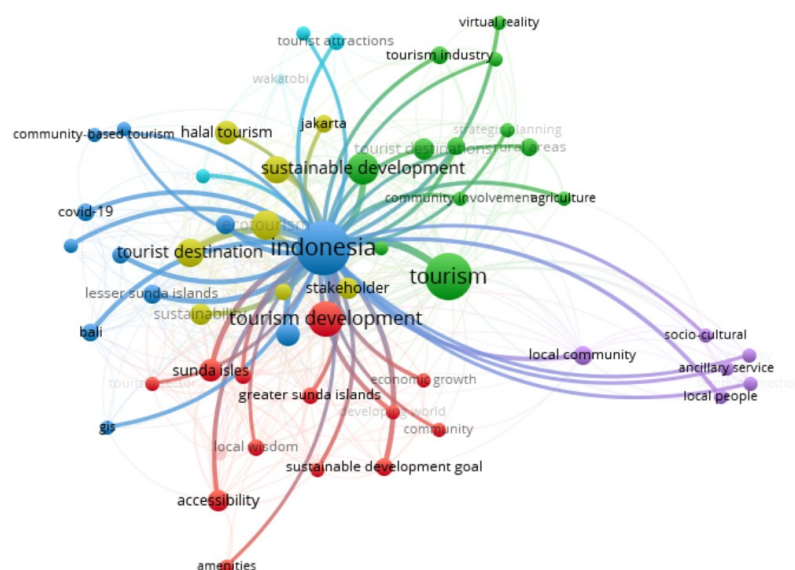 virtual reality
tourist attractions
tourism industry
wakatobi
community-based tourism
halal tourism
jakarta
strategic planning
tourist destinations
rural areas
sustainable development
community involvement
agriculture
covid-19
ecotourism
indonesia
tourist destination
tourism
lesser sunda islands
stakeholder
sustainability
tourism development
bali
socio-cultural
local community
ancillary service
sunda isles
economic growth
greater sunda islands
local people
developing world
gis
community
local wisdom
sustainable development goal
accessibility
amenities